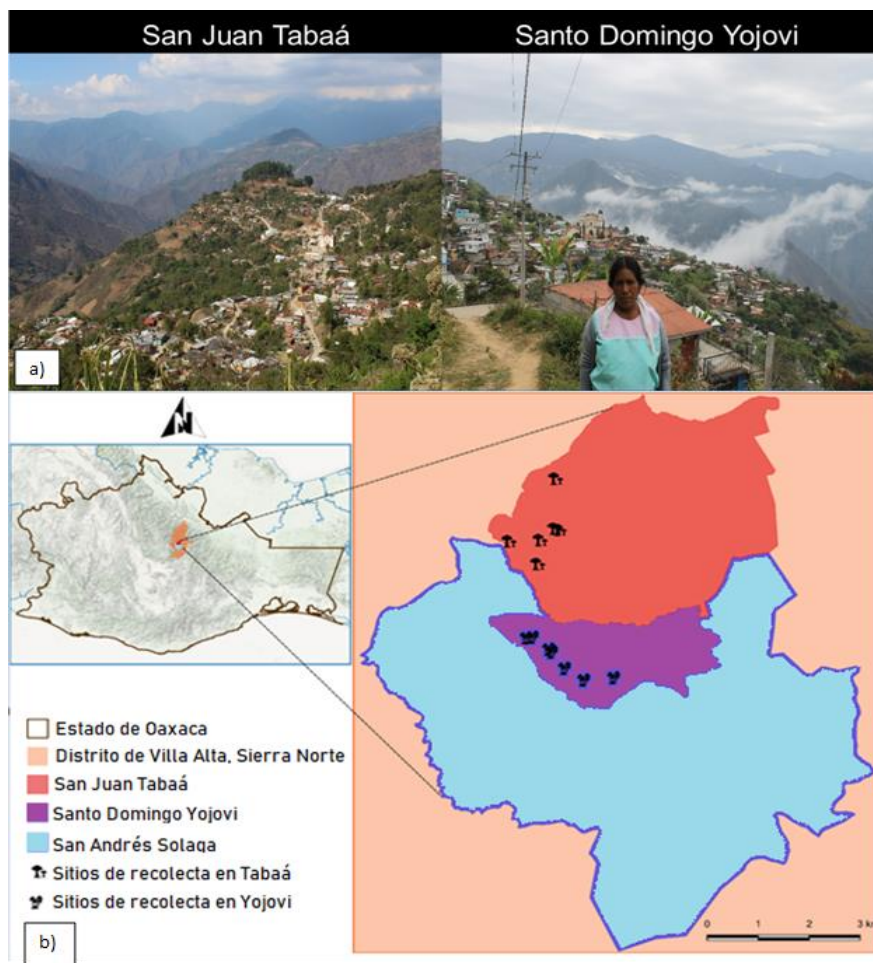 San Juan Tabaá
Santo Domingo Yojovi
a)
N
Estado de Oaxaca
Distrito de Villa Alta, Sierra Norte
San Juan Tabaá
Santo Domingo Yojovi
San Andrés Solaga
Sitios de recolecta en Tabaá
Sitios de recolecta en Yojovi
b)
0 1 2 3 k